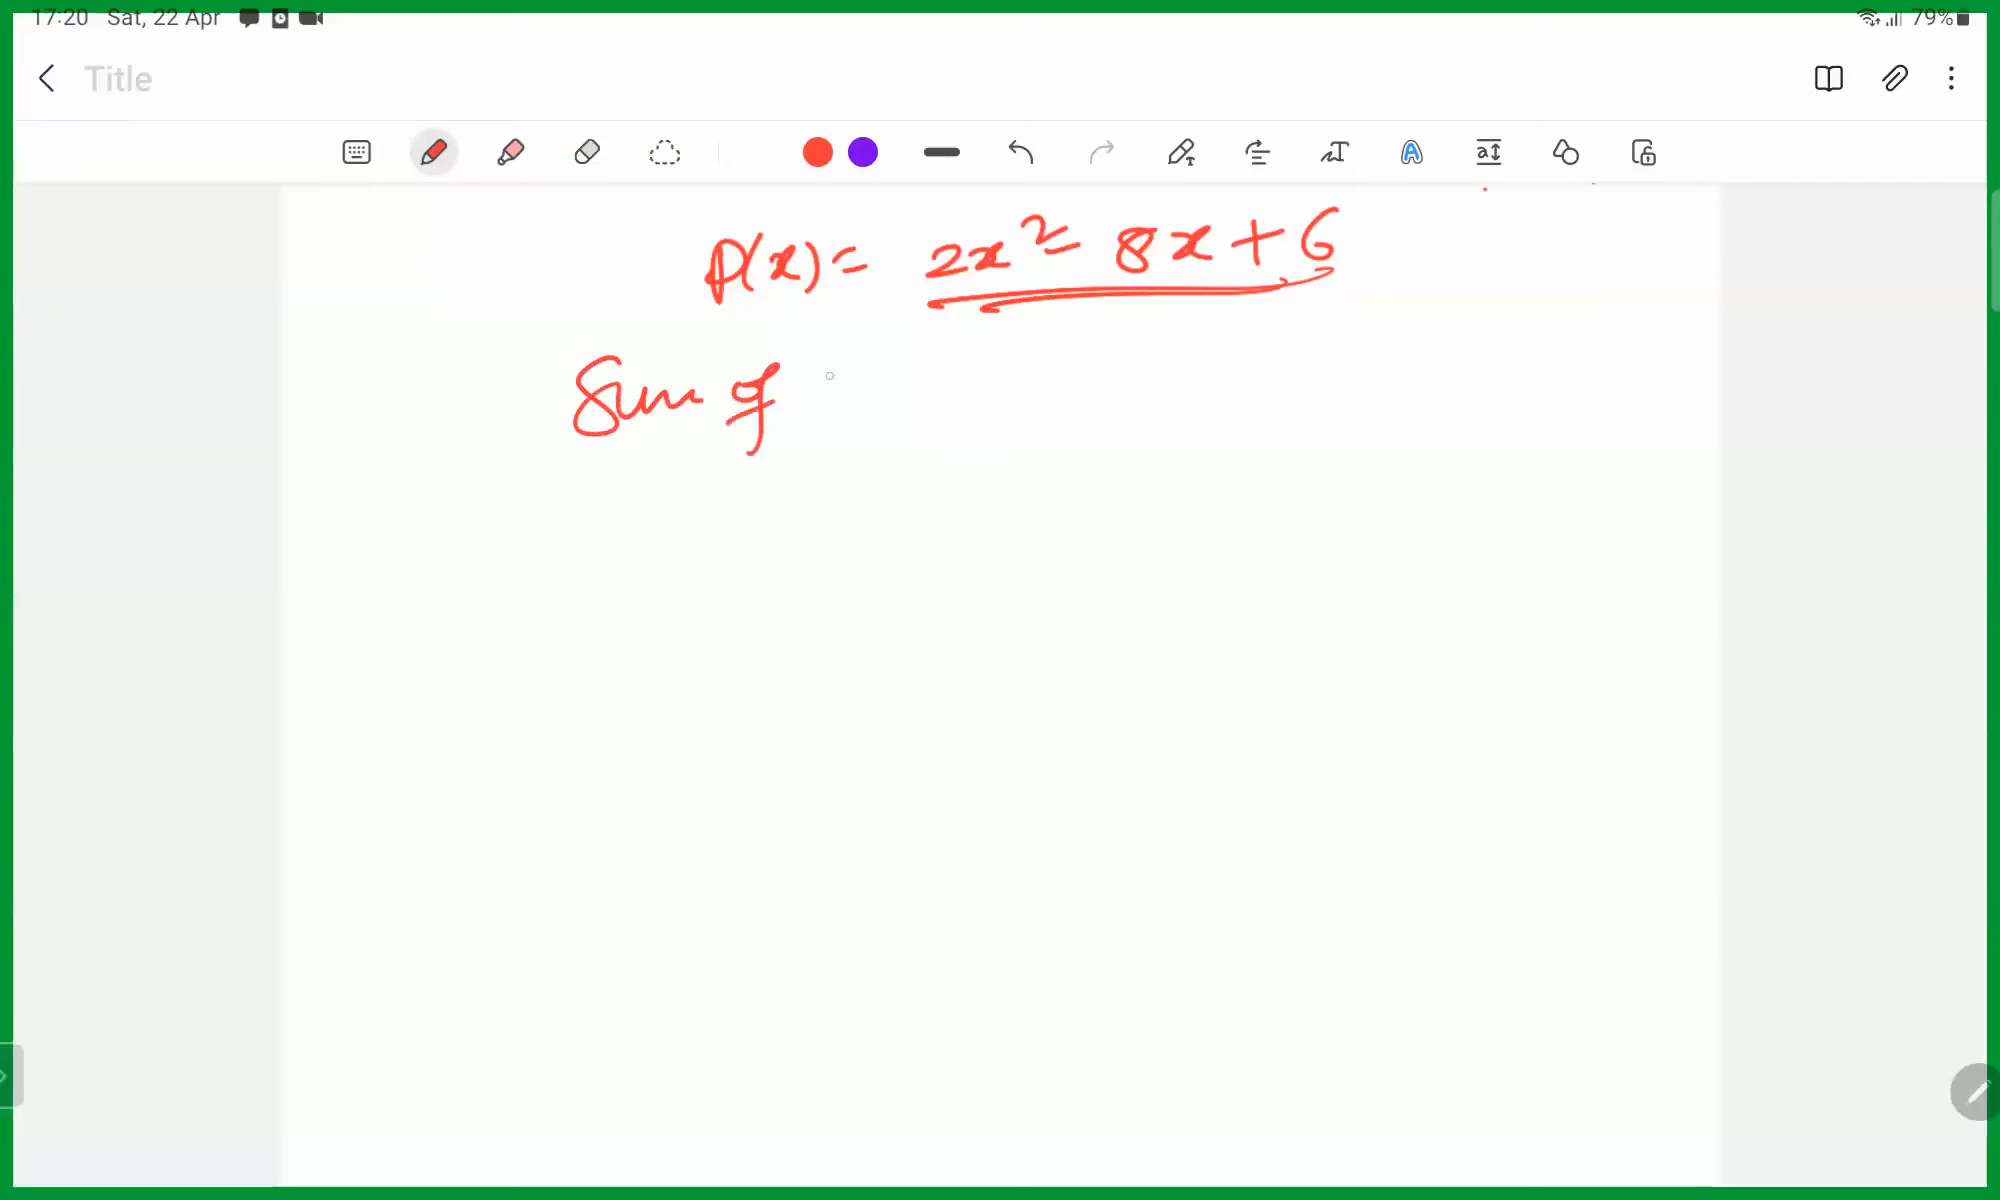 17:20 Sat, 22 Apr 79%
Title
P(x) = 2x² - 8x + 6
Sum of